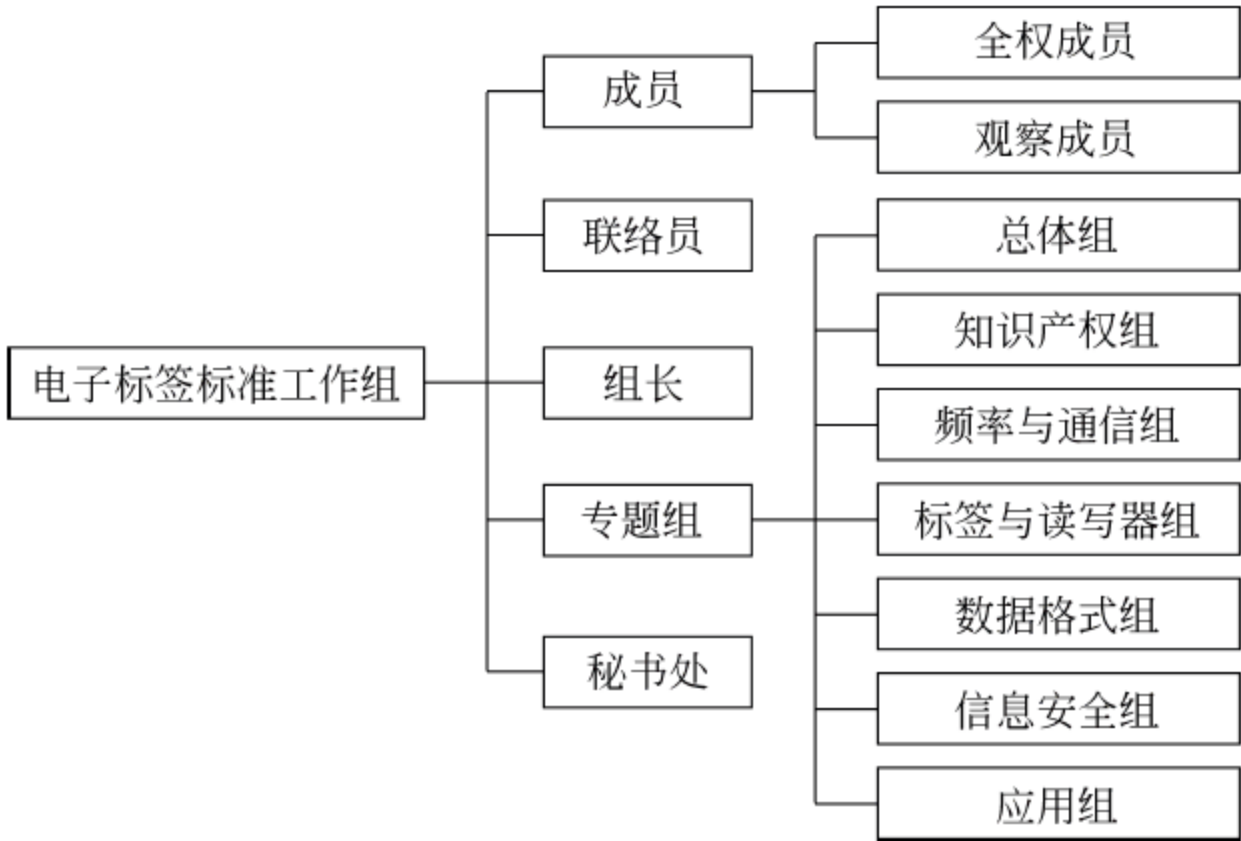 电子标签标准工作组
成员
全权成员
观察成员
联络员
组长
专题组
总体组
知识产权组
频率与通信组
标签与读写器组
数据格式组
信息安全组
应用组
秘书处